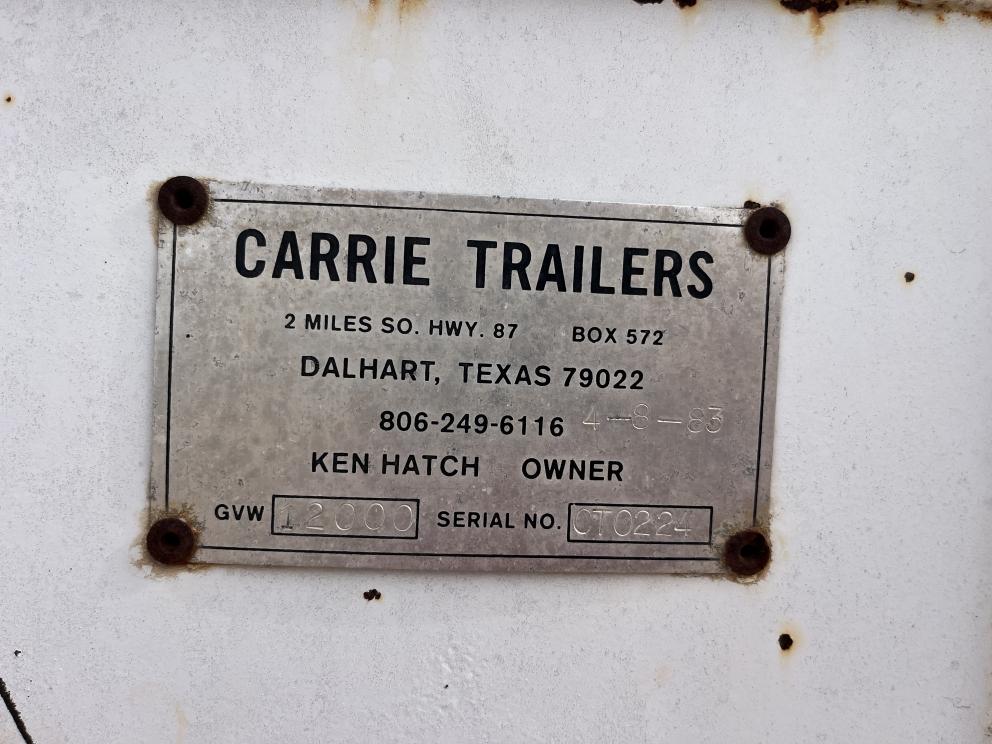 CARRIE TRAILERS
2 MILES SO. HWY. 87 BOX 572
DALHART, TEXAS 79022
806-249-6116 4-8-83
KEN HATCH OWNER
GVW 12000 SERIAL NO. CT0224